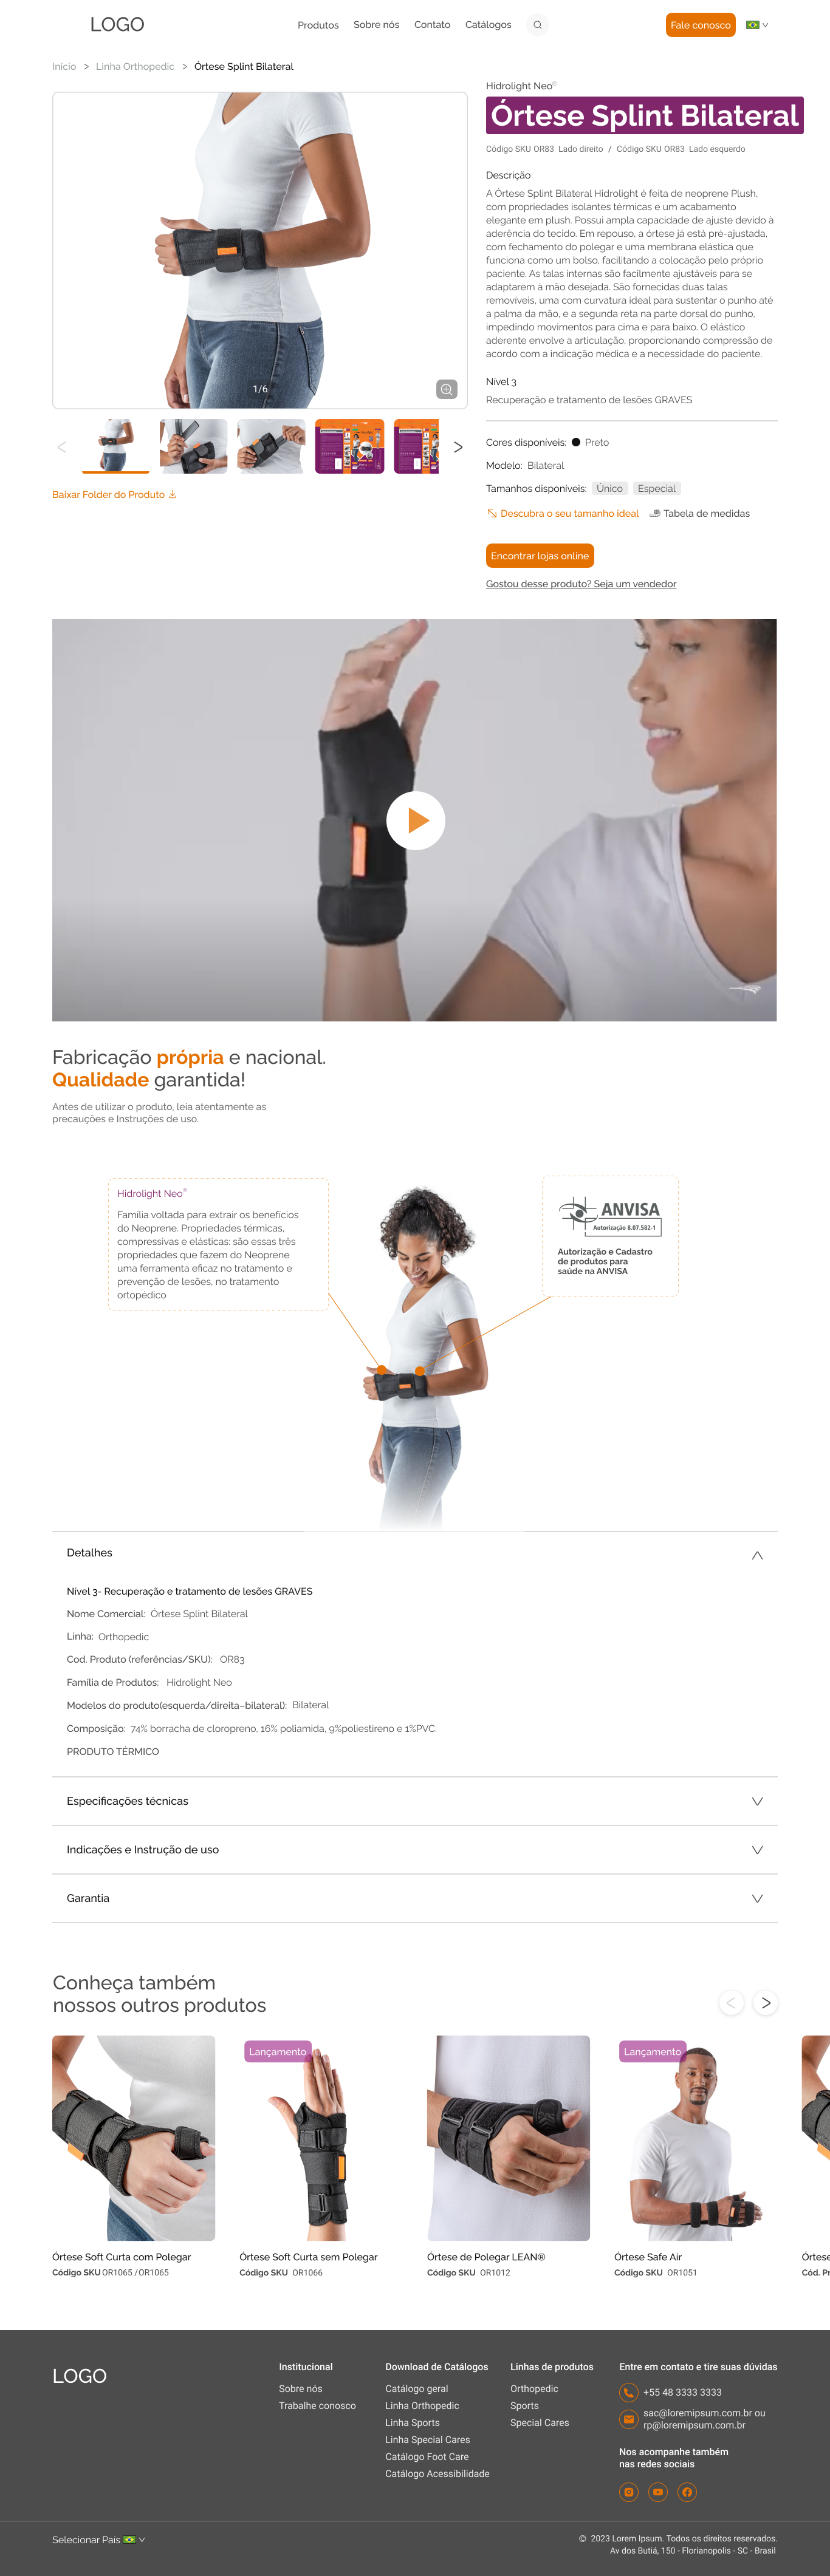 LOGO
Produtos
Sobre nós
Contato
Catálogos
Fale conosco
Início > Linha Orthopedic > Órtese Splint Bilateral
1/6
Baixar Folder do Produto
Hidrolight Neo®
Órtese Splint Bilateral
Código SKU OR83 Lado direito / Código SKU OR83 Lado esquerdo
Descrição
A Órtese Splint Bilateral Hidrolight é feita de neoprene Plush,
com propriedades isolantes térmicas e um acabamento
elegante em plush. Possui ampla capacidade de ajuste devido à
aderência do tecido. Em repouso, a órtese já está pré-ajustada,
com fechamento do polegar e uma membrana elástica que
funciona como um bolso, facilitando a colocação pelo próprio
paciente. As talas internas são facilmente ajustáveis para se
adaptarem à mão desejada. São fornecidas duas talas
removíveis, uma com curvatura ideal para sustentar o punho até
a palma da mão, e a segunda reta na parte dorsal do punho,
impedindo movimentos para cima e para baixo. O elástico
aderente envolve a articulação, proporcionando compressão de
acordo com a indicação médica e a necessidade do paciente.
Nível 3
Recuperação e tratamento de lesões GRAVES
Cores disponíveis: Preto
Modelo: Bilateral
Tamanhos disponíveis: Único Especial
Descubra o seu tamanho ideal
Tabela de medidas
Encontrar lojas online
Gostou desse produto? Seja um vendedor
Fabricação própria e nacional.
Qualidade garantida!
Antes de utilizar o produto, leia atentamente as
precauções e Instruções de uso.
Hidrolight Neo®
Família voltada para extrair os benefícios
do Neoprene. Propriedades térmicas,
compressivas e elásticas: são essas três
propriedades que fazem do Neoprene
uma ferramenta eficaz no tratamento e
prevenção de lesões, no tratamento
ortopédico
ANVISA
Autorização 8.07.582-1
Autorização e Cadastro
de produtos para
saúde na ANVISA
Detalhes
Nível 3- Recuperação e tratamento de lesões GRAVES
Nome Comercial: Órtese Splint Bilateral
Linha: Orthopedic
Cod. Produto (referências/SKU): OR83
Família de Produtos: Hidrolight Neo
Modelos do produto(esquerda/direita–bilateral): Bilateral
Composição: 74% borracha de cloropreno, 16% poliamida, 9%poliestireno e 1%PVC.
PRODUTO TÉRMICO
Especificações técnicas
Indicações e Instrução de uso
Garantia
Conheça também
nossos outros produtos
Órtese Soft Curta com Polegar
Código SKU OR1065 /OR1065
Lançamento
Órtese Soft Curta sem Polegar
Código SKU OR1066
Órtese de Polegar LEAN®
Código SKU OR1012
Lançamento
Órtese Safe Air
Código SKU OR1051
Órtese
Cód. Pr
LOGO
Institucional
Sobre nós
Trabalhe conosco
Download de Catálogos
Catálogo geral
Linha Orthopedic
Linha Sports
Linha Special Cares
Catálogo Foot Care
Catálogo Acessibilidade
Linhas de produtos
Orthopedic
Sports
Special Cares
Entre em contato e tire suas dúvidas
+55 48 3333 3333
sac@loremipsum.com.br ou
rp@loremipsum.com.br
Nos acompanhe também
nas redes sociais
Selecionar País
© 2023 Lorem Ipsum. Todos os direitos reservados.
Av dos Butiá, 150 - Florianopolis - SC - Brasil